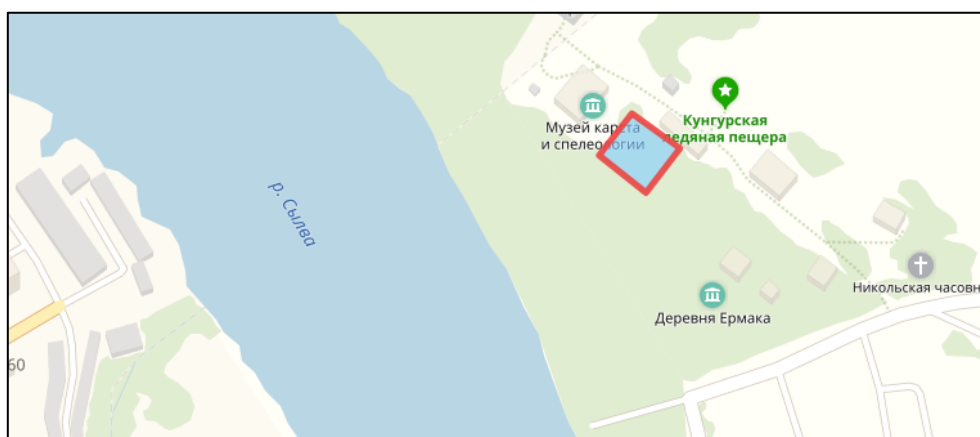 Музей карста
и спелеологии
Кунгурская
ледяная пещера
р. Сылва
Никольская часовн
Деревня Ермака
60